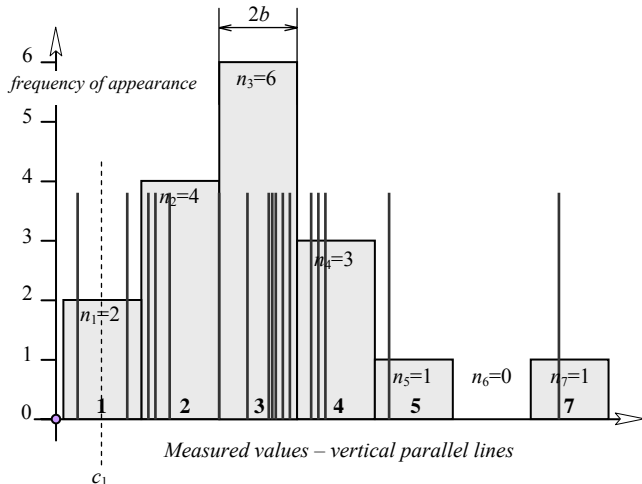 2b
6
frequency of appearance
n₃=6
5
4
n₂=4
3
n₄=3
2
n₁=2
1
n₅=1
n₆=0
n₇=1
0
1 2 3 4 5 7
Measured values – vertical parallel lines
c₁